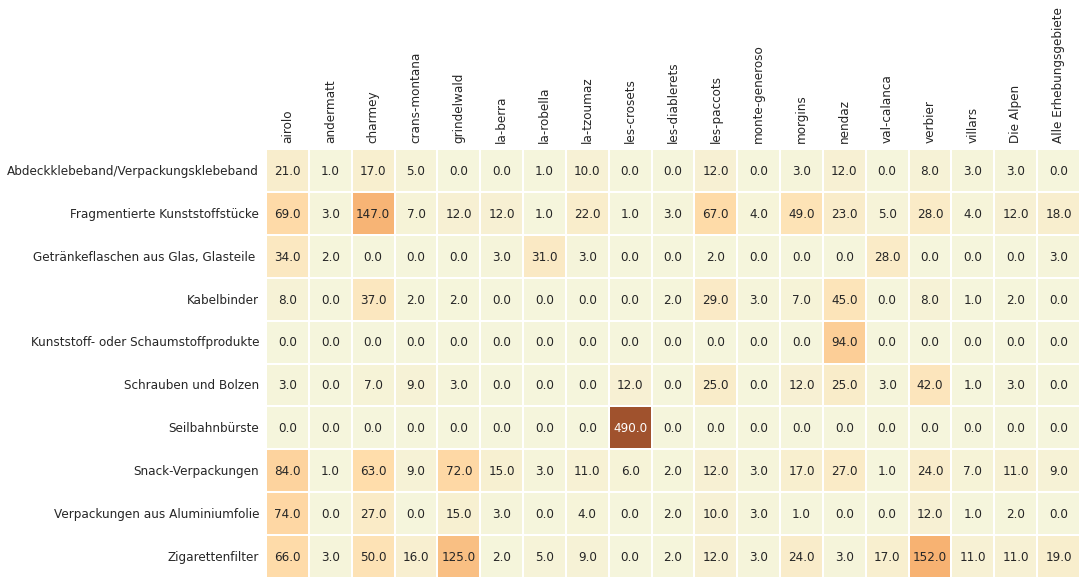 airolo andermatt charmey crans-montana grindelwald la-berra la-robella la-tzoumaz les-crosets les-diablerets les-paccots monte-generoso morgins nendaz val-calanca verbier villars Die Alpen Alle Erhebungsgebiete
Abdeckklebeband/Verpackungsklebeband 21.0 1.0 17.0 5.0 0.0 0.0 1.0 10.0 0.0 0.0 12.0 0.0 3.0 12.0 0.0 8.0 3.0 3.0 0.0
Fragmentierte Kunststoffstücke 69.0 3.0 147.0 7.0 12.0 12.0 1.0 22.0 1.0 3.0 67.0 4.0 49.0 23.0 5.0 28.0 4.0 12.0 18.0
Getränkeflaschen aus Glas, Glasteile 34.0 2.0 0.0 0.0 0.0 3.0 31.0 3.0 0.0 0.0 2.0 0.0 0.0 0.0 28.0 0.0 0.0 0.0 3.0
Kabelbinder 8.0 0.0 37.0 2.0 2.0 0.0 0.0 0.0 0.0 2.0 29.0 3.0 7.0 45.0 0.0 8.0 1.0 2.0 0.0
Kunststoff- oder Schaumstoffprodukte 0.0 0.0 0.0 0.0 0.0 0.0 0.0 0.0 0.0 0.0 0.0 0.0 0.0 94.0 0.0 0.0 0.0 0.0 0.0
Schrauben und Bolzen 3.0 0.0 7.0 9.0 3.0 0.0 0.0 0.0 12.0 0.0 25.0 0.0 12.0 25.0 3.0 42.0 1.0 3.0 0.0
Seilbahnbürste 0.0 0.0 0.0 0.0 0.0 0.0 0.0 0.0 490.0 0.0 0.0 0.0 0.0 0.0 0.0 0.0 0.0 0.0 0.0
Snack-Verpackungen 84.0 1.0 63.0 9.0 72.0 15.0 3.0 11.0 6.0 2.0 12.0 3.0 17.0 27.0 1.0 24.0 7.0 11.0 9.0
Verpackungen aus Aluminiumfolie 74.0 0.0 27.0 0.0 15.0 3.0 0.0 4.0 0.0 2.0 10.0 3.0 1.0 0.0 0.0 12.0 1.0 2.0 0.0
Zigarettenfilter 66.0 3.0 50.0 16.0 125.0 2.0 5.0 9.0 0.0 2.0 12.0 3.0 24.0 3.0 17.0 152.0 11.0 11.0 19.0